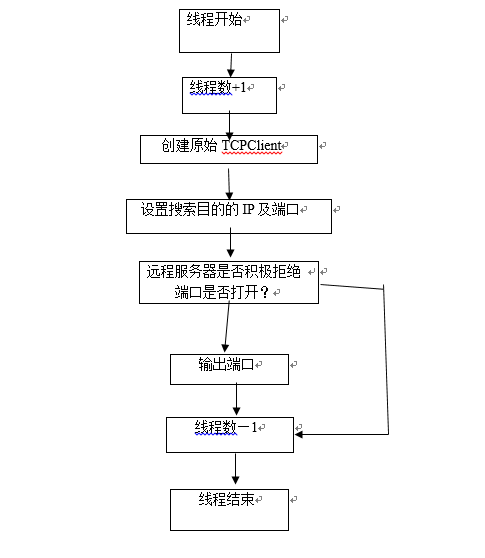 线程开始
线程数+1
创建原始 TCPClient
设置搜索目的的 IP 及端口
远程服务器是否积极拒绝
端口是否打开？
输出端口
线程数－1
线程结束